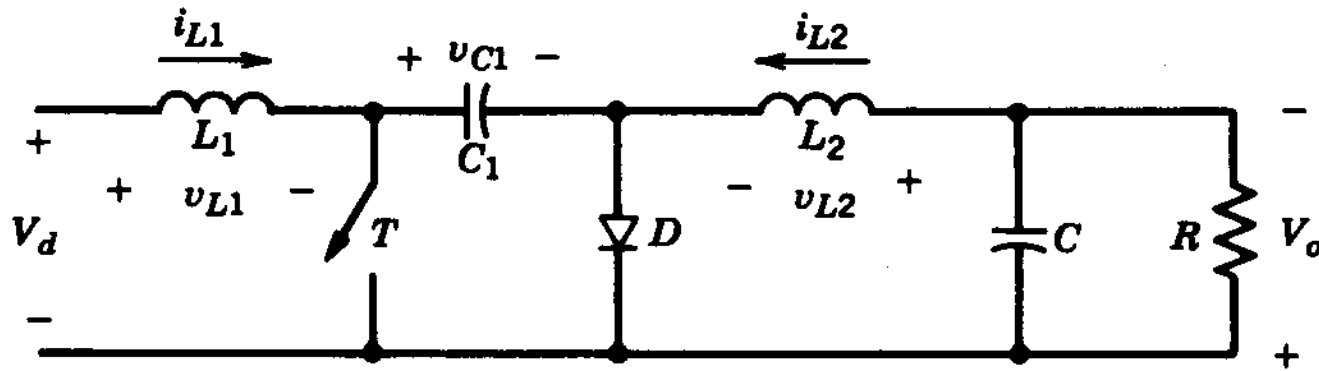 i_{L1}
+ v_{C1} −
i_{L2}
+
L_1
C_1
L_2
−
+ v_{L1} −
− v_{L2} +
V_d
T
D
C
R
V_o
−
+